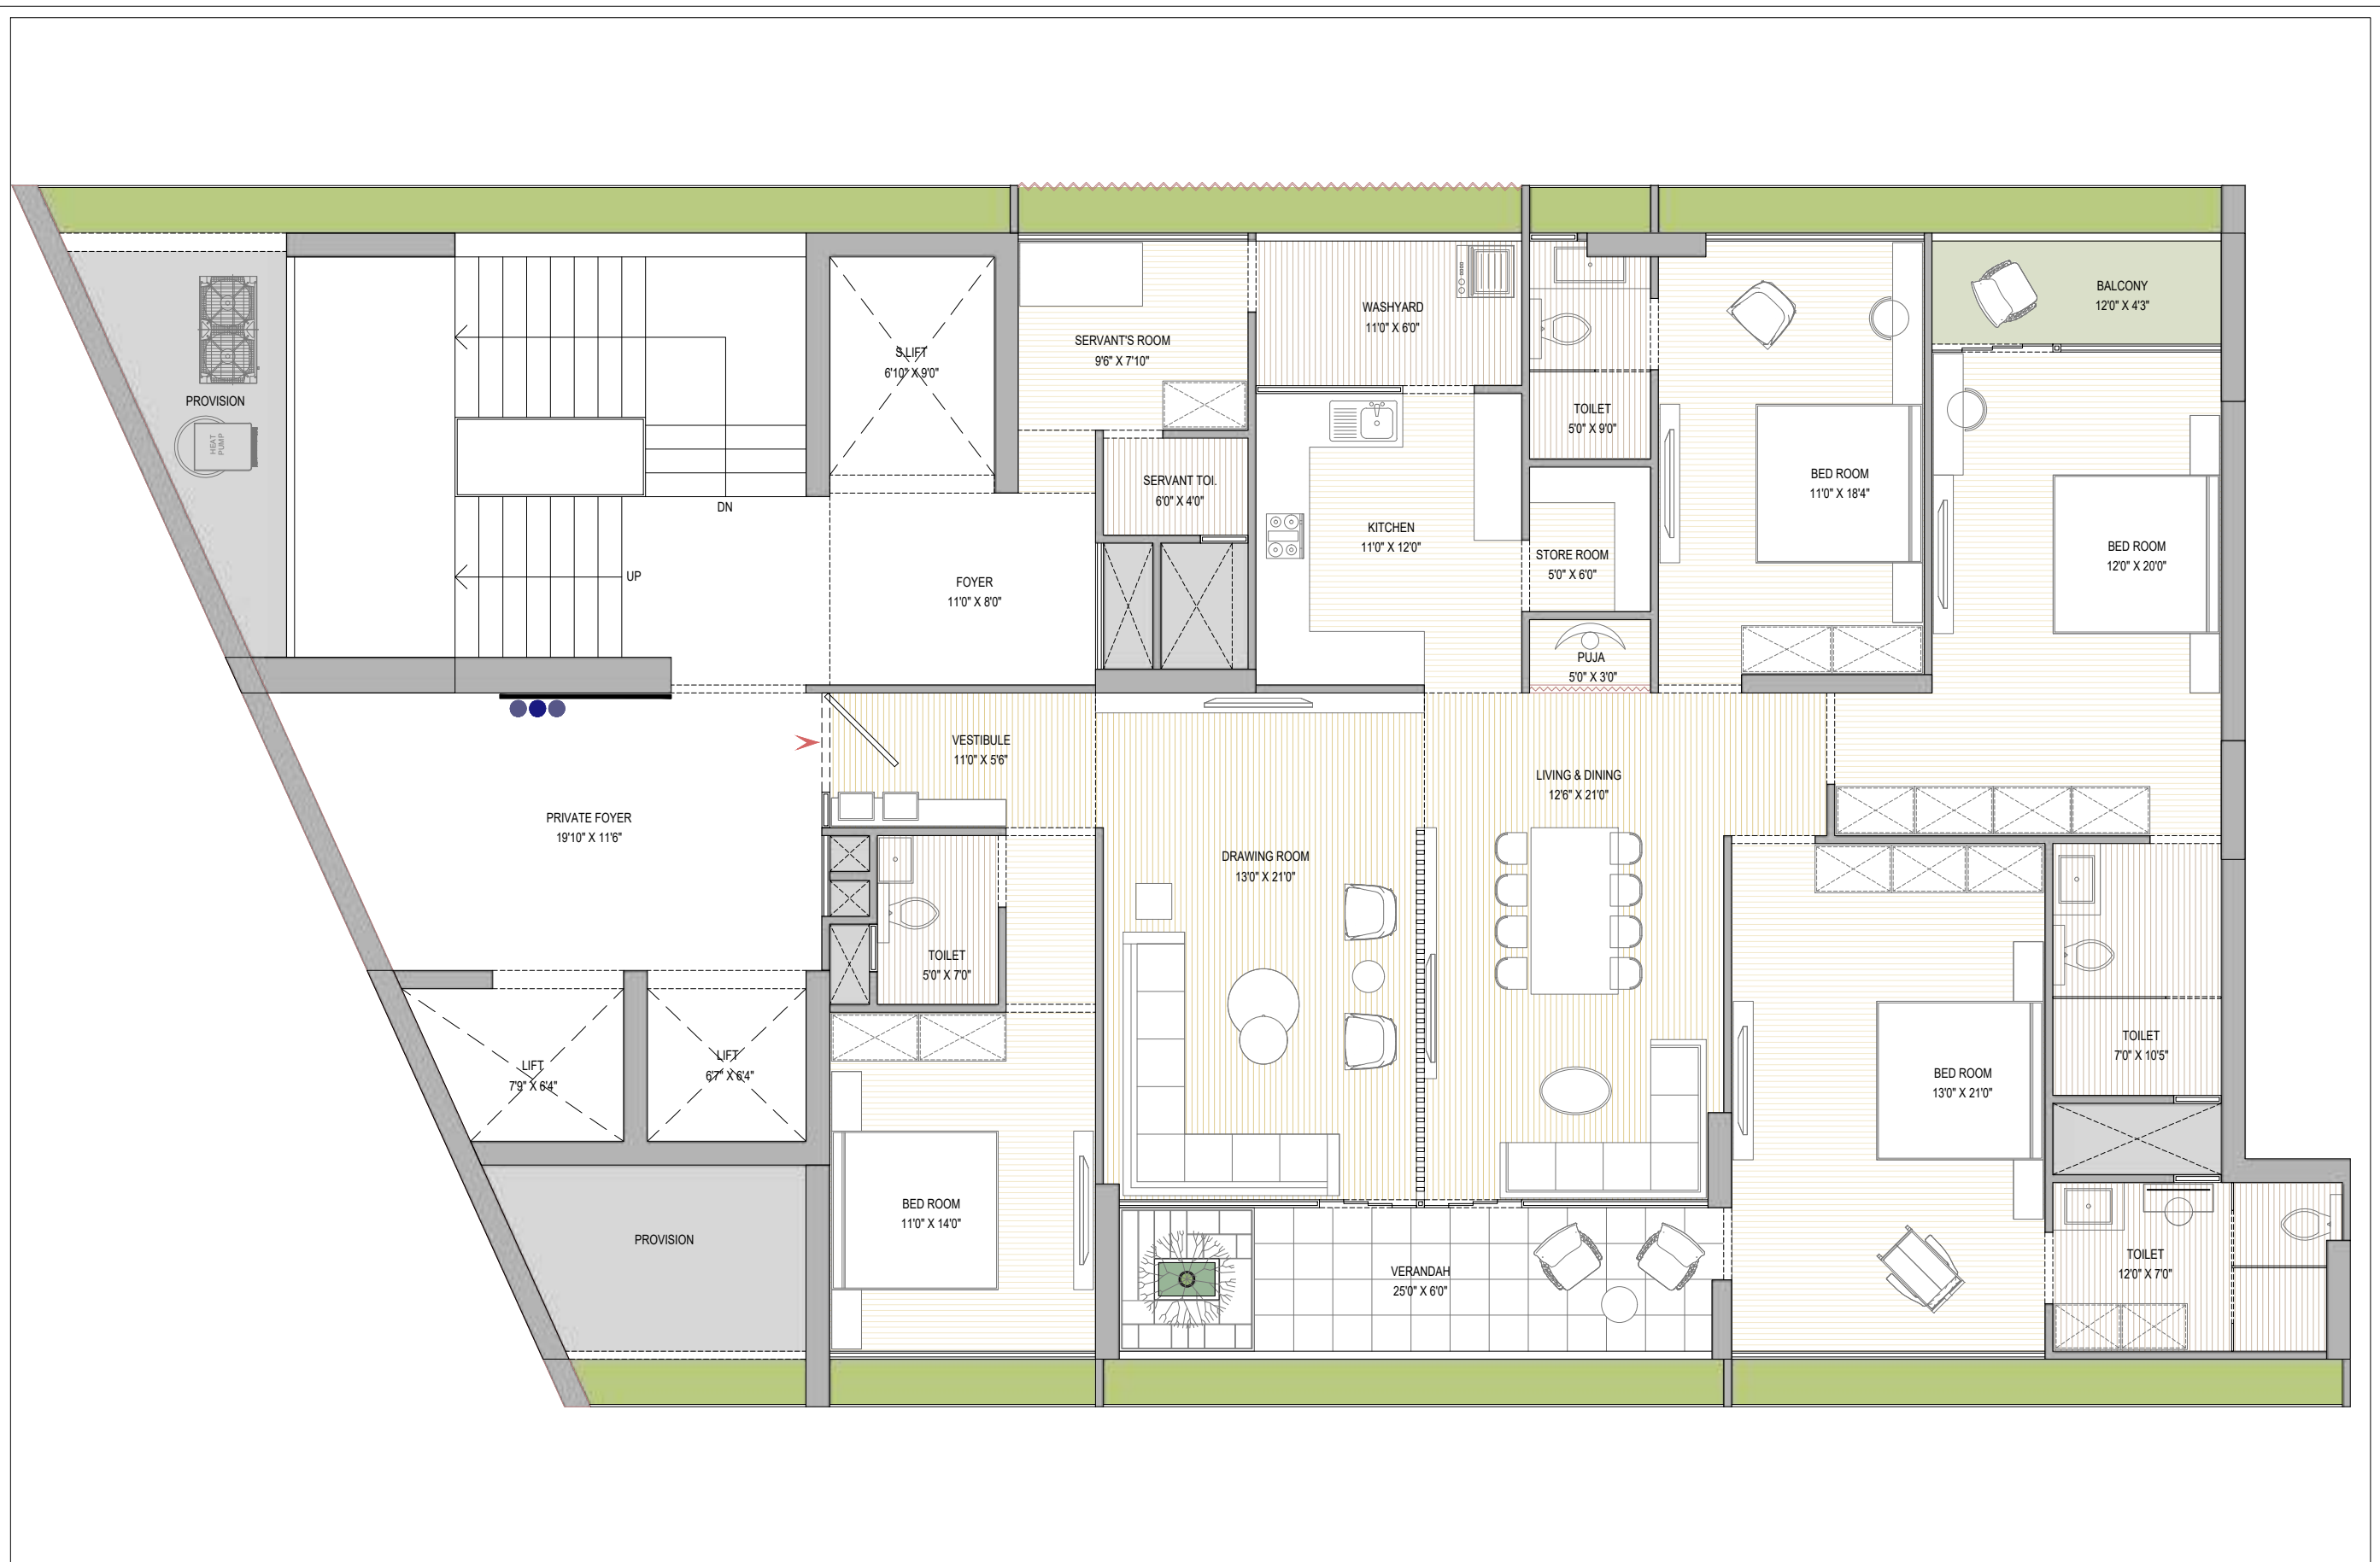 BALCONY
12'0" X 4'3"
WASHYARD
11'0" X 6'0"
SERVANT'S ROOM
9'6" X 7'10"
S.LIFT
6'10" X 9'0"
PROVISION
HEAT
PUMP
TOILET
5'0" X 9'0"
BED ROOM
11'0" X 18'4"
SERVANT TOI.
6'0" X 4'0"
DN
KITCHEN
11'0" X 12'0"
STORE ROOM
5'0" X 6'0"
BED ROOM
12'0" X 20'0"
UP
FOYER
11'0" X 8'0"
PUJA
5'0" X 3'0"
VESTIBULE
11'0" X 5'6"
LIVING & DINING
12'6" X 21'0"
PRIVATE FOYER
19'10" X 11'6"
DRAWING ROOM
13'0" X 21'0"
TOILET
5'0" X 7'0"
LIFT
7'9" X 6'4"
LIFT
6'7" X 6'4"
TOILET
7'0" X 10'5"
BED ROOM
13'0" X 21'0"
BED ROOM
11'0" X 14'0"
PROVISION
VERANDAH
25'0" X 6'0"
TOILET
12'0" X 7'0"